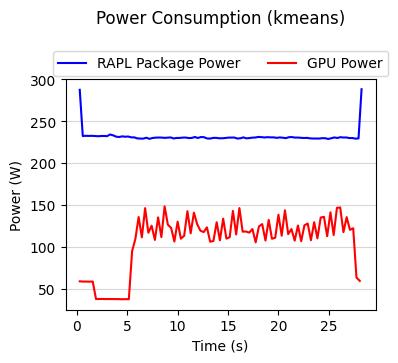 Power Consumption (kmeans)
RAPL Package Power GPU Power
300
250
200
150
100
50
Power (W)
0 5 10 15 20 25
Time (s)